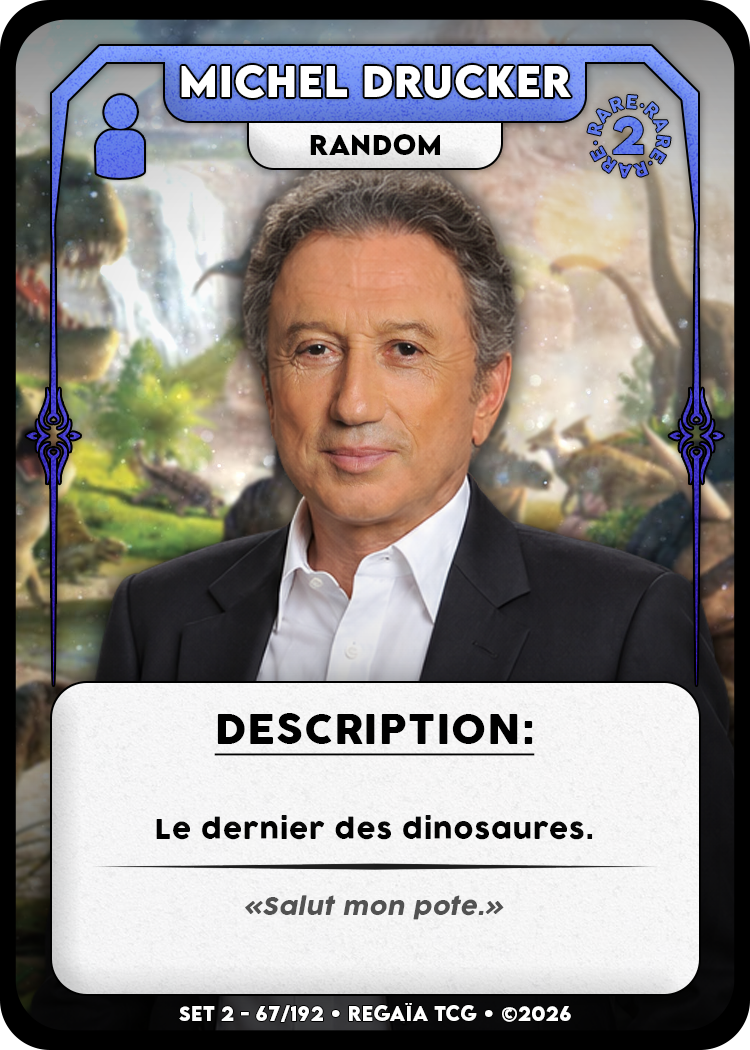 MICHEL DRUCKER
RANDOM
RARE•RARE•RARE•
2
DESCRIPTION:
Le dernier des dinosaures.
«Salut mon pote.»
SET 2 - 67/192 • REGAÏA TCG • ©2026